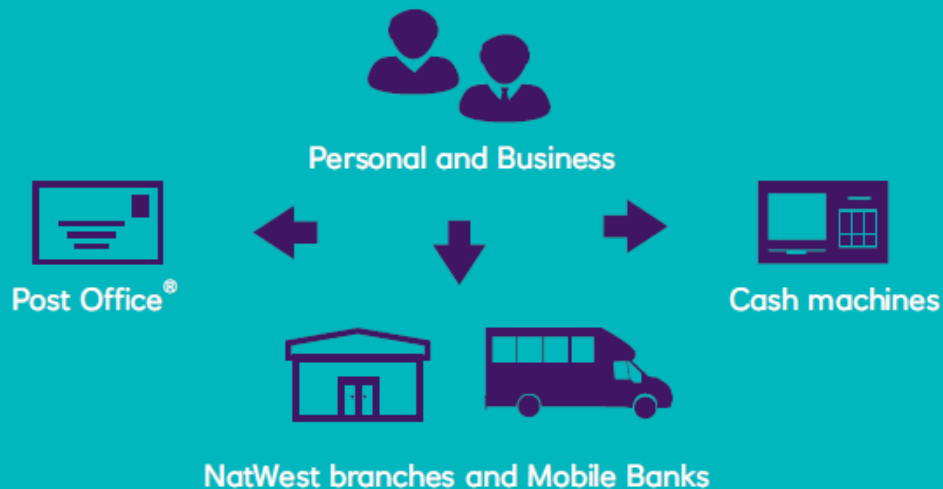 Personal and Business
Post Office®
Cash machines
NatWest branches and Mobile Banks